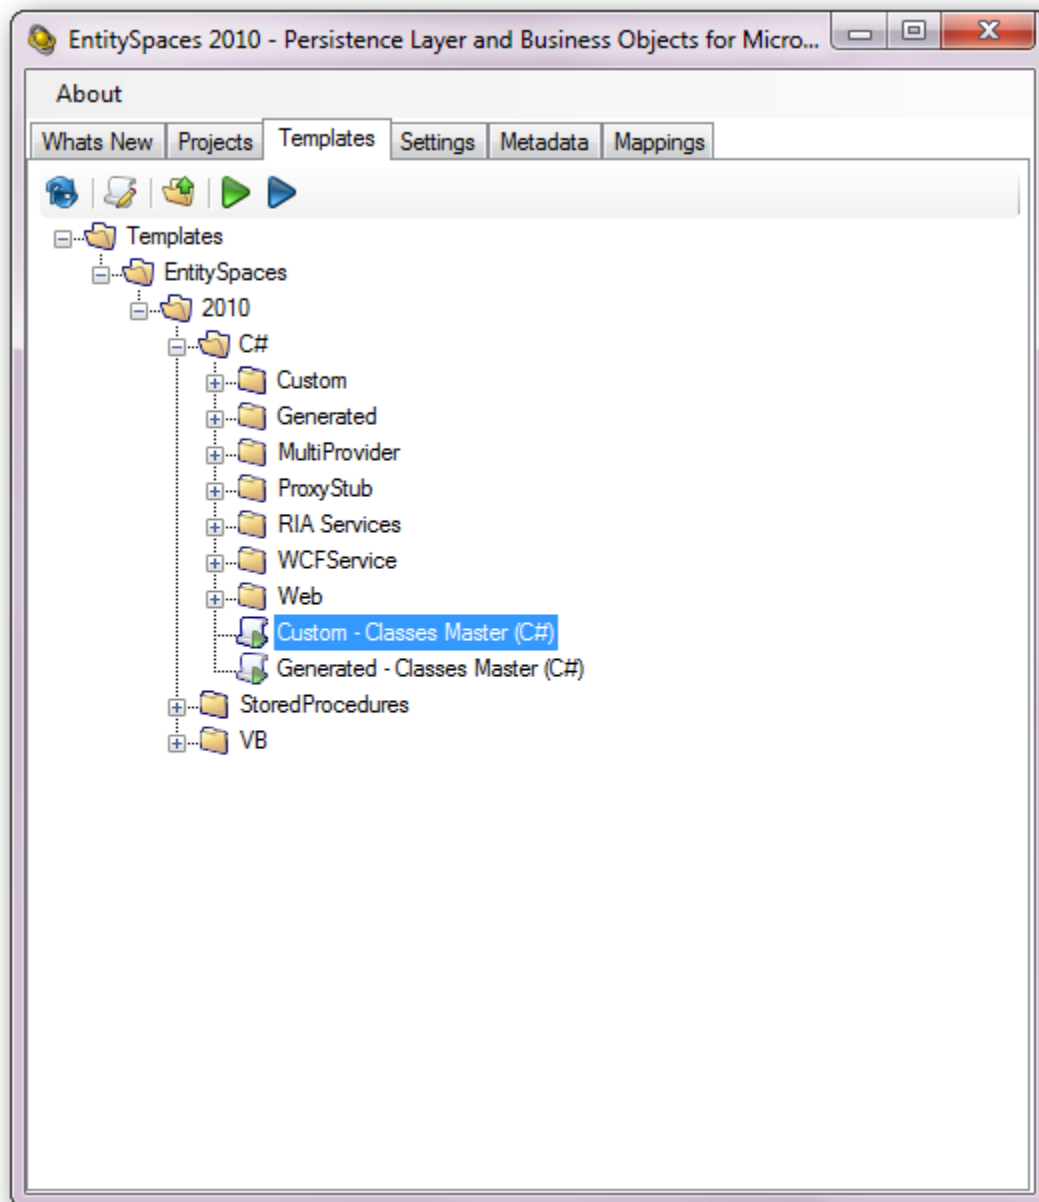 EntitySpaces 2010 - Persistence Layer and Business Objects for Micro...
About
Whats New Projects Templates Settings Metadata Mappings
Templates
EntitySpaces
2010
C#
Custom
Generated
MultiProvider
ProxyStub
RIA Services
WCFService
Web
Custom - Classes Master (C#)
Generated - Classes Master (C#)
StoredProcedures
VB